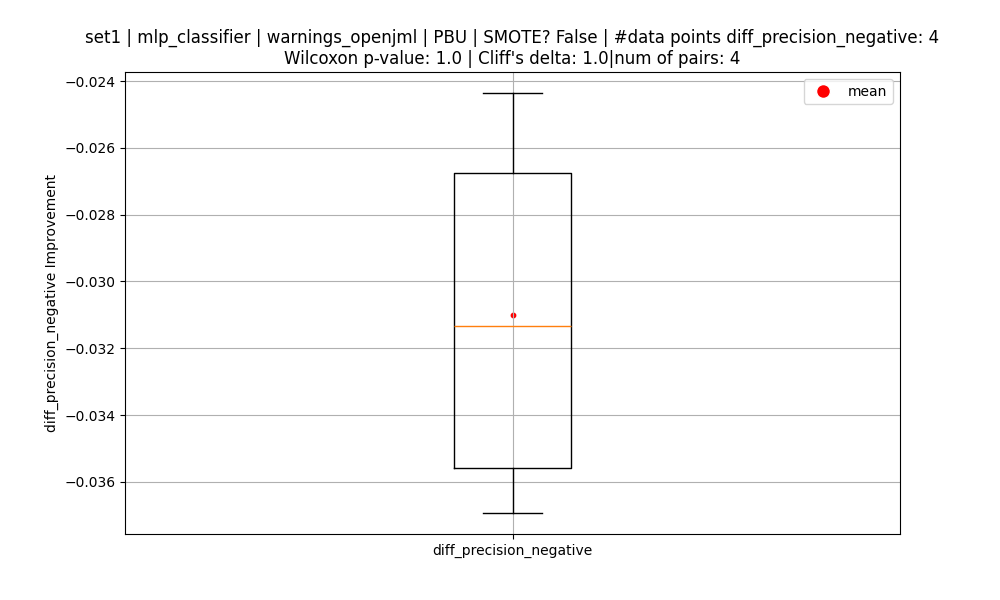 set1 | mlp_classifier | warnings_openjml | PBU | SMOTE? False | #data points diff_precision_negative: 4
Wilcoxon p-value: 1.0 | Cliff's delta: 1.0|num of pairs: 4
mean
−0.024
−0.026
−0.028
−0.030
−0.032
−0.034
−0.036
diff_precision_negative Improvement
diff_precision_negative